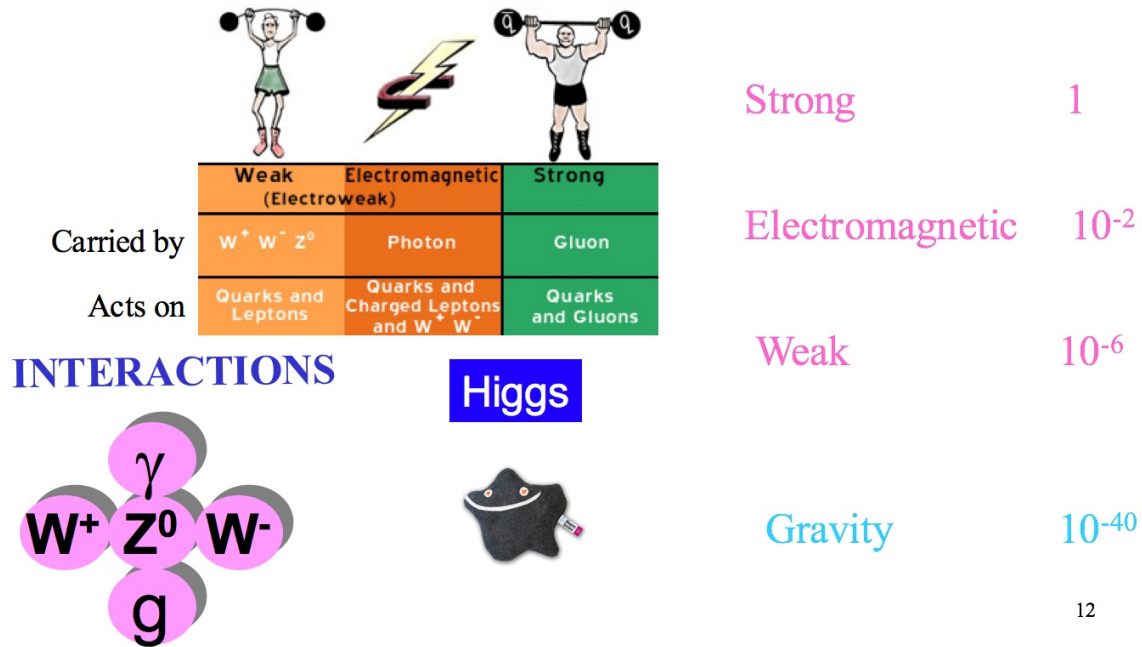 q̄ q
Weak Electromagnetic Strong
(Electroweak)
Carried by W⁺ W⁻ Z⁰ Photon Gluon
Acts on Quarks and Leptons Quarks and Charged Leptons and W⁺ W⁻ Quarks and Gluons
INTERACTIONS
Higgs
γ
W⁺ Z⁰ W⁻
g
Strong 1
Electromagnetic 10⁻²
Weak 10⁻⁶
Gravity 10⁻⁴⁰
12